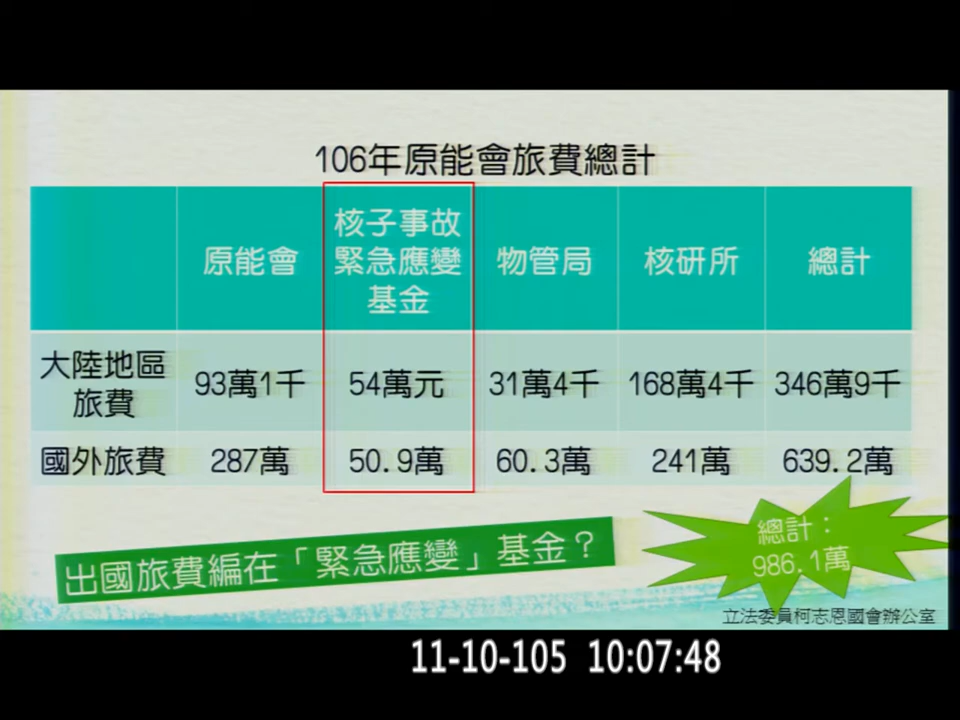 106年原能會旅費總計
原能會 核子事故緊急應變基金 物管局 核研所 總計
大陸地區旅費 93萬1千 54萬元 31萬4千 168萬4千 346萬9千
國外旅費 287萬 50.9萬 60.3萬 241萬 639.2萬
出國旅費編在「緊急應變」基金？
總計：
986.1萬
立法委員柯志恩國會辦公室
11-10-105 10:07:48